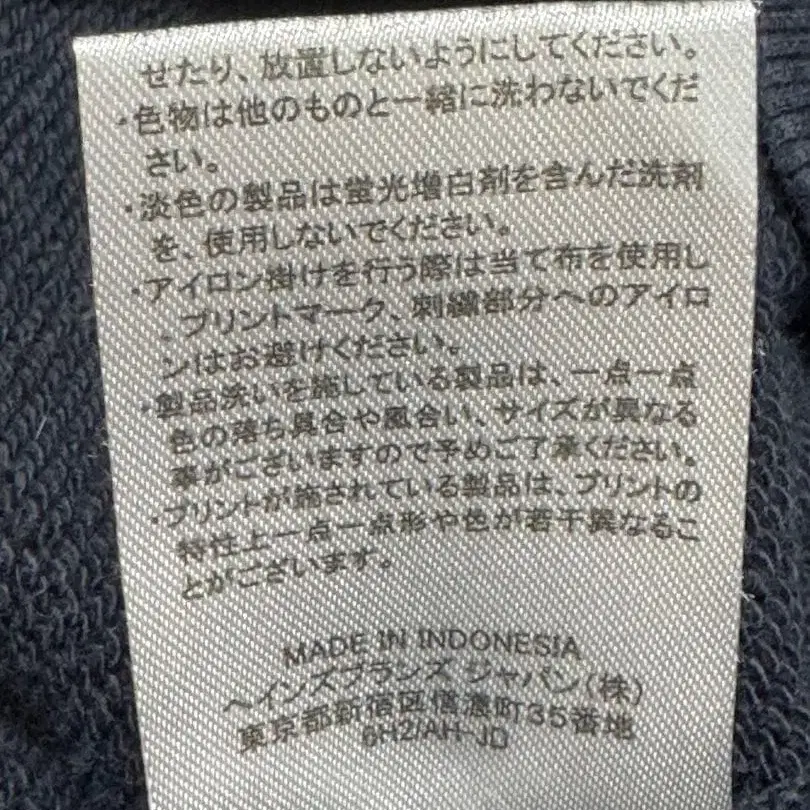 せたり、放置しないようにしてください。
・色物は他のものと一緒に洗わないでくだ
さい。
・淡色の製品は蛍光増白剤を含んだ洗剤
を、使用しないでください。
・アイロン掛けを行う際は当て布を使用し
、プリントマーク、刺繍部分へのアイロ
ンはお避けください。
・製品洗いを施している製品は、一点一点
色の落ち具合や風合い、サイズが異なる
事がございますので予めご了承ください。
・プリントが施されている製品は、プリントの
特性上一点一点形や色が若干異なるこ
とがございます。
MADE IN INDONESIA
ヘインズブランズ ジャパン(株)
東京都新宿区信濃町35番地
6H2/AH-JD